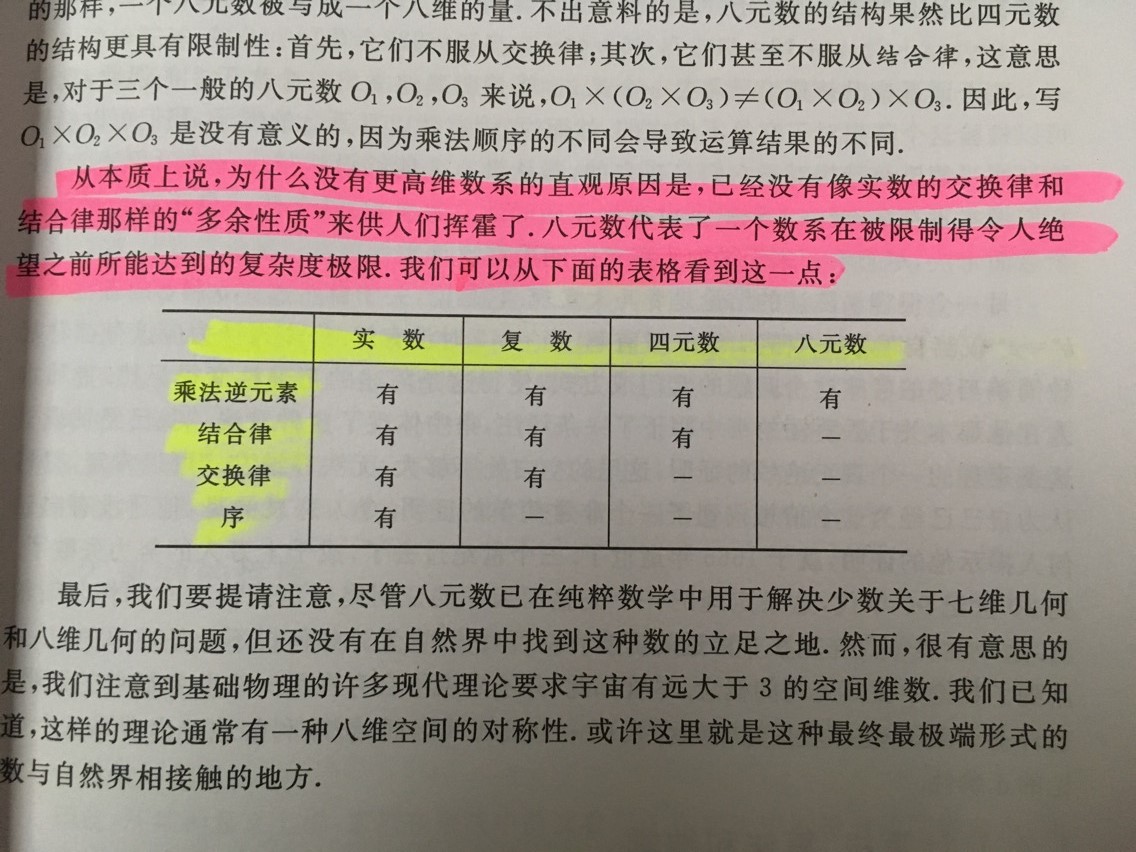 的那样,一个八元数被写成一个八维的量.不出意料的是,八元数的结构果然比四元数
的结构更具有限制性:首先,它们不服从交换律;其次,它们甚至不服从结合律,这意思
是,对于三个一般的八元数 O₁,O₂,O₃ 来说,O₁×(O₂×O₃)≠(O₁×O₂)×O₃.因此,写
O₁×O₂×O₃ 是没有意义的,因为乘法顺序的不同会导致运算结果的不同.
从本质上说,为什么没有更高维数系的直观原因是,已经没有像实数的交换律和
结合律那样的“多余性质”来供人们挥霍了.八元数代表了一个数系在被限制得令人绝
望之前所能达到的复杂度极限.我们可以从下面的表格看到这一点:
实 数 复 数 四元数 八元数
乘法逆元素 有 有 有 有
结合律 有 有 有 —
交换律 有 有 — —
序 有 — — —
最后,我们要提请注意,尽管八元数已在纯粹数学中用于解决少数关于七维几何
和八维几何的问题,但还没有在自然界中找到这种数的立足之地.然而,很有意思的
是,我们注意到基础物理的许多现代理论要求宇宙有远大于 3 的空间维数.我们已知
道,这样的理论通常有一种八维空间的对称性.或许这里就是这种最终最极端形式的
数与自然界相接触的地方.